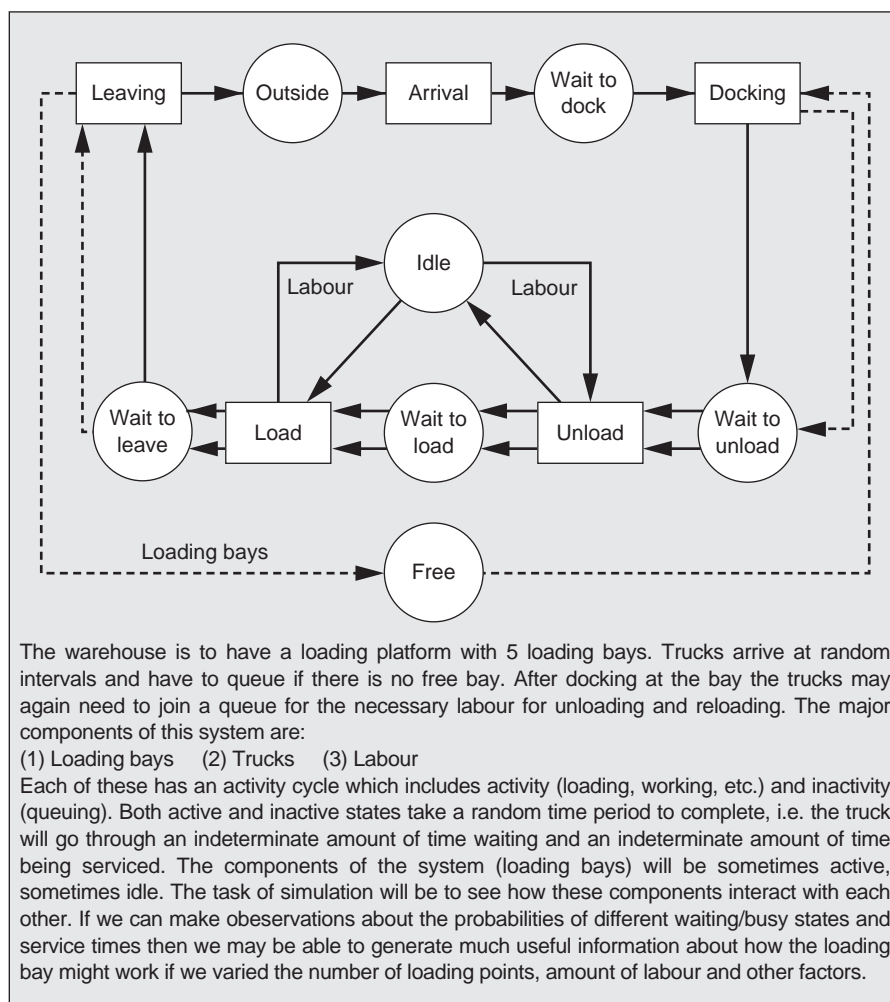 Leaving
Outside
Arrival
Wait to
dock
Docking
Idle
Labour
Labour
Wait to
leave
Load
Wait to
load
Unload
Wait to
unload
Loading bays
Free
The warehouse is to have a loading platform with 5 loading bays. Trucks arrive at random
intervals and have to queue if there is no free bay. After docking at the bay the trucks may
again need to join a queue for the necessary labour for unloading and reloading. The major
components of this system are:
(1) Loading bays (2) Trucks (3) Labour
Each of these has an activity cycle which includes activity (loading, working, etc.) and inactivity
(queuing). Both active and inactive states take a random time period to complete, i.e. the truck
will go through an indeterminate amount of time waiting and an indeterminate amount of time
being serviced. The components of the system (loading bays) will be sometimes active,
sometimes idle. The task of simulation will be to see how these components interact with each
other. If we can make obeservations about the probabilities of different waiting/busy states and
service times then we may be able to generate much useful information about how the loading
bay might work if we varied the number of loading points, amount of labour and other factors.